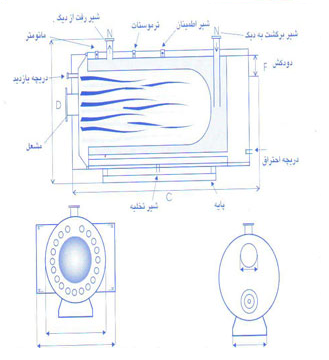 شیر رفت از دیگ
ترموستات
شیر اطمینان
شیر برگشت به دیگ
مانومتر
N
N
دودکش
دریچه بازدید
D
F
مشعل
دریچه احتراق
C
شیر تخلیه
پایه